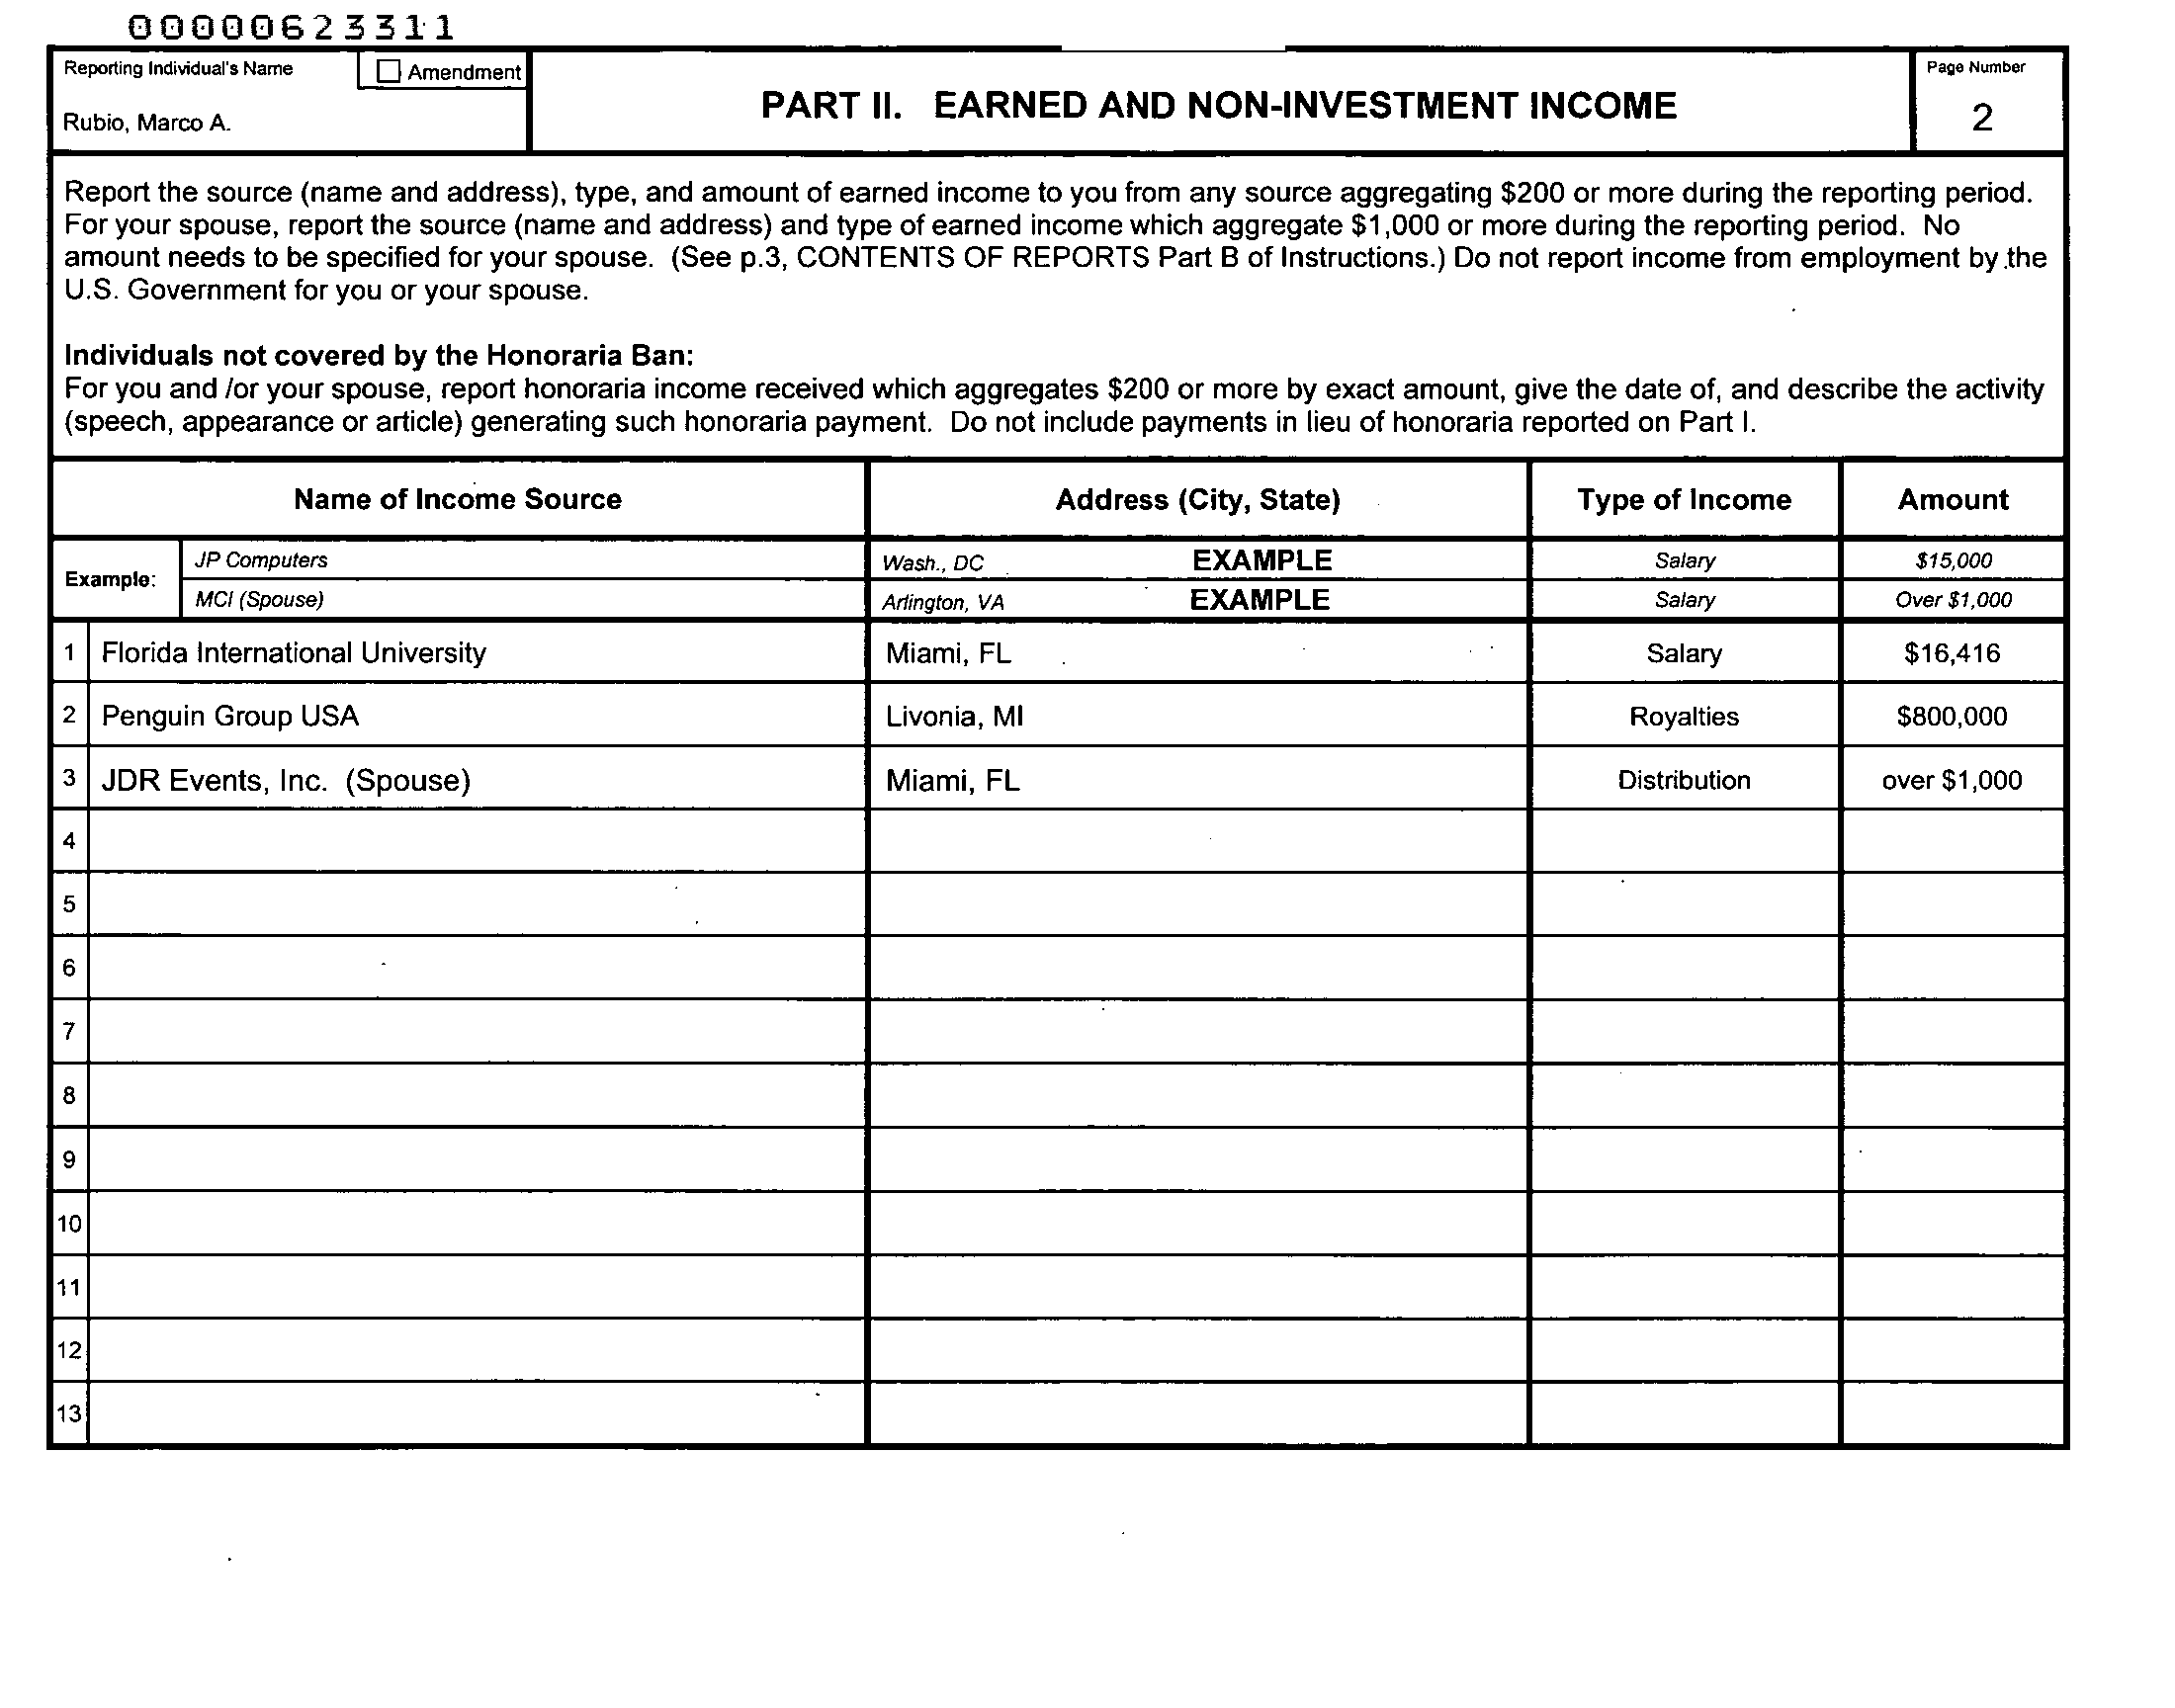 00000623311
Reporting Individual's Name
Amendment
Rubio, Marco A.
PART II. EARNED AND NON-INVESTMENT INCOME
Page Number
2
Report the source (name and address), type, and amount of earned income to you from any source aggregating $200 or more during the reporting period.
For your spouse, report the source (name and address) and type of earned income which aggregate $1,000 or more during the reporting period. No
amount needs to be specified for your spouse. (See p.3, CONTENTS OF REPORTS Part B of Instructions.) Do not report income from employment by the
U.S. Government for you or your spouse.
Individuals not covered by the Honoraria Ban:
For you and /or your spouse, report honoraria income received which aggregates $200 or more by exact amount, give the date of, and describe the activity
(speech, appearance or article) generating such honoraria payment. Do not include payments in lieu of honoraria reported on Part I.
Name of Income Source Address (City, State) Type of Income Amount
Example:
JP Computers Wash., DC EXAMPLE Salary $15,000
MCI (Spouse) Arlington, VA EXAMPLE Salary Over $1,000
1 Florida International University Miami, FL Salary $16,416
2 Penguin Group USA Livonia, MI Royalties $800,000
3 JDR Events, Inc. (Spouse) Miami, FL Distribution over $1,000
4
5
6
7
8
9
10
11
12
13